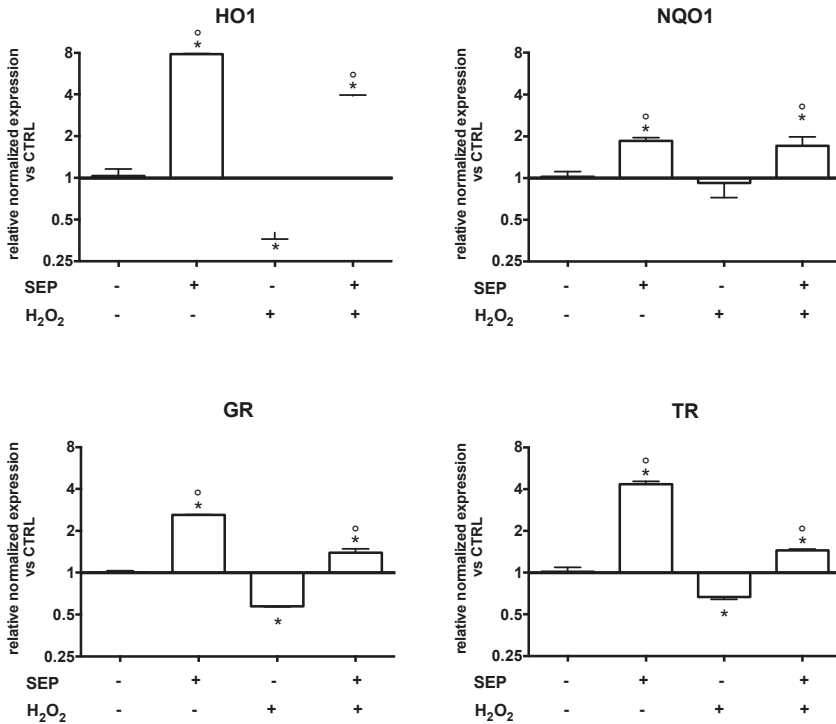 HO1
relative normalized expression
vs CTRL
8
4
2
1
0.5
0.25
° ° 
* * *
SEP - + - +
H₂O₂ - - + +
NQO1
relative normalized expression
vs CTRL
8
4
2
1
0.5
0.25
° °
* *
SEP - + - +
H₂O₂ - - + +
GR
relative normalized expression
vs CTRL
8
4
2
1
0.5
0.25
° °
* * *
SEP - + - +
H₂O₂ - - + +
TR
relative normalized expression
vs CTRL
8
4
2
1
0.5
0.25
° °
* * *
SEP - + - +
H₂O₂ - - + +